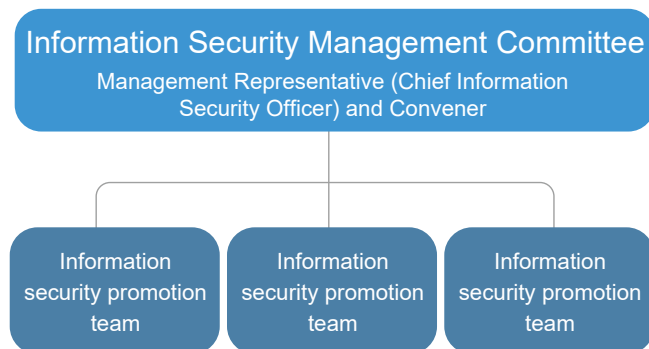 Information Security Management Committee
Management Representative (Chief Information
Security Officer) and Convener
Information
security promotion
team
Information
security promotion
team
Information
security promotion
team